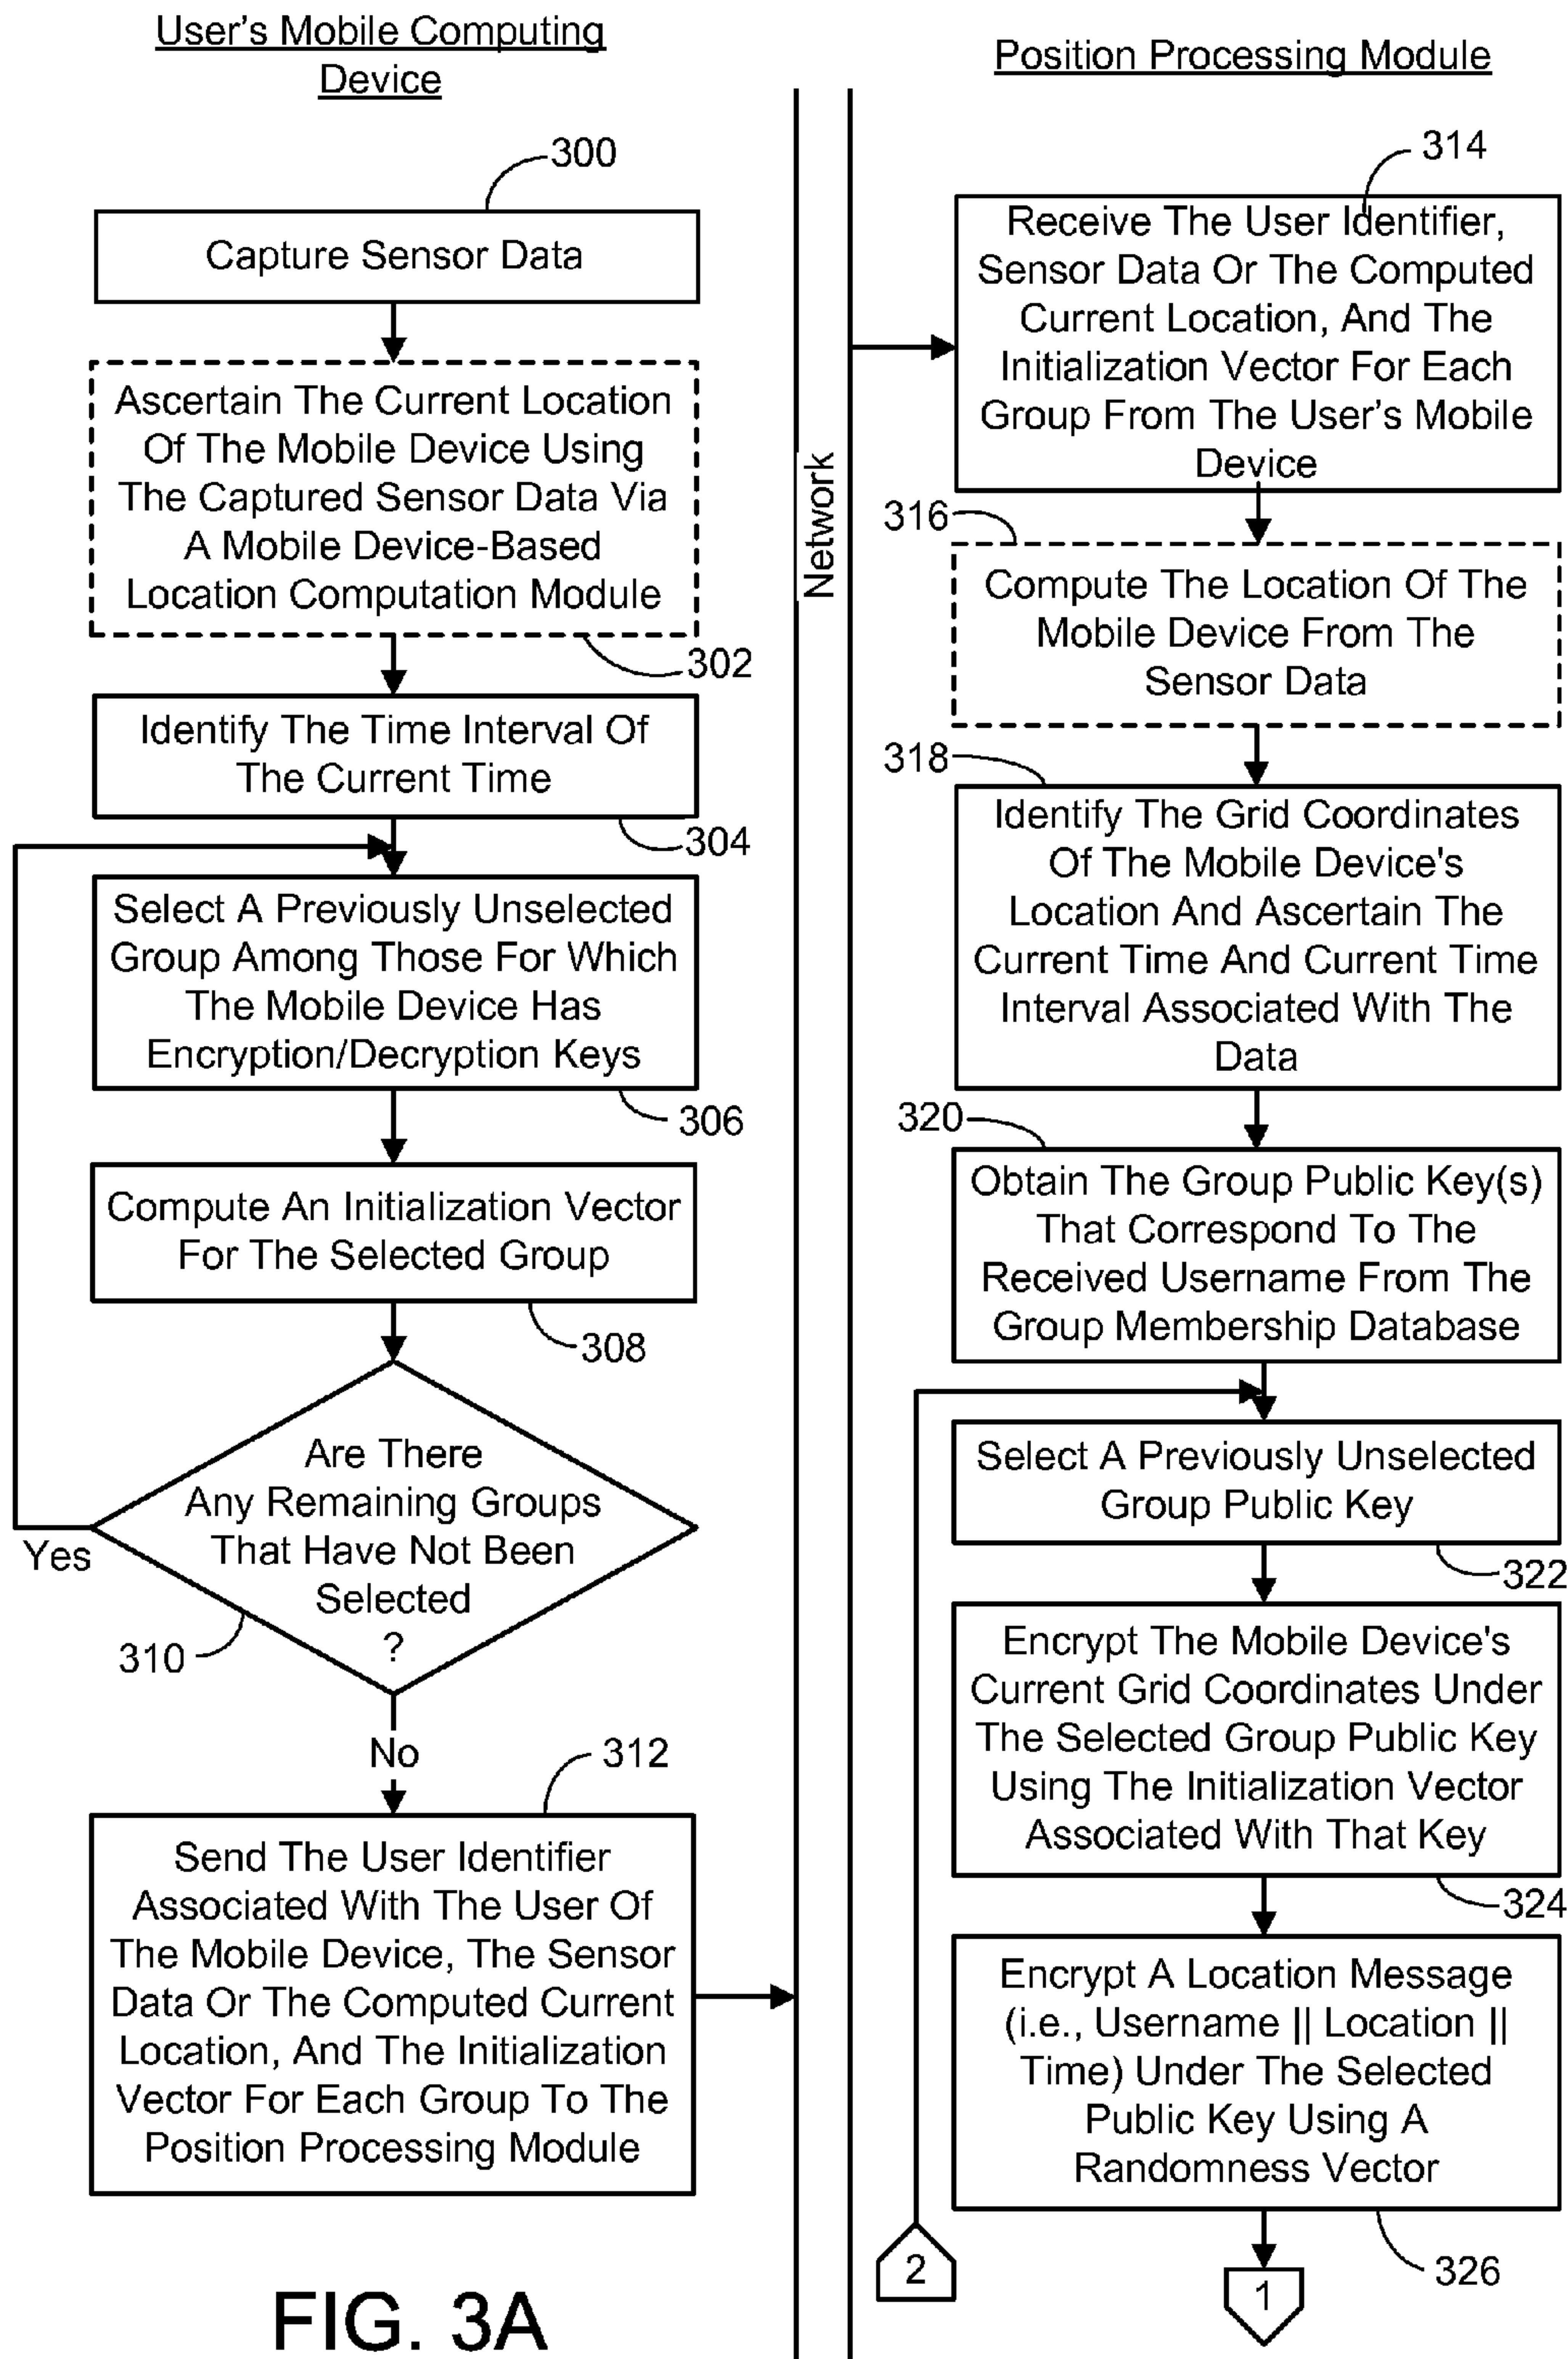 User's Mobile Computing
Device
300
Capture Sensor Data
Ascertain The Current Location
Of The Mobile Device Using
The Captured Sensor Data Via
A Mobile Device-Based
Location Computation Module
302
Identify The Time Interval Of
The Current Time
304
Select A Previously Unselected
Group Among Those For Which
The Mobile Device Has
Encryption/Decryption Keys
306
Compute An Initialization Vector
For The Selected Group
308
Are There
Any Remaining Groups
That Have Not Been
Selected
?
Yes
310
No
312
Send The User Identifier
Associated With The User Of
The Mobile Device, The Sensor
Data Or The Computed Current
Location, And The Initialization
Vector For Each Group To The
Position Processing Module
FIG. 3A
Network
Position Processing Module
314
Receive The User Identifier,
Sensor Data Or The Computed
Current Location, And The
Initialization Vector For Each
Group From The User's Mobile
Device
316
Compute The Location Of The
Mobile Device From The
Sensor Data
318
Identify The Grid Coordinates
Of The Mobile Device's
Location And Ascertain The
Current Time And Current Time
Interval Associated With The
Data
320
Obtain The Group Public Key(s)
That Correspond To The
Received Username From The
Group Membership Database
Select A Previously Unselected
Group Public Key
322
Encrypt The Mobile Device's
Current Grid Coordinates Under
The Selected Group Public Key
Using The Initialization Vector
Associated With That Key
324
Encrypt A Location Message
(i.e., Username || Location ||
Time) Under The Selected
Public Key Using A
Randomness Vector
326
2
1